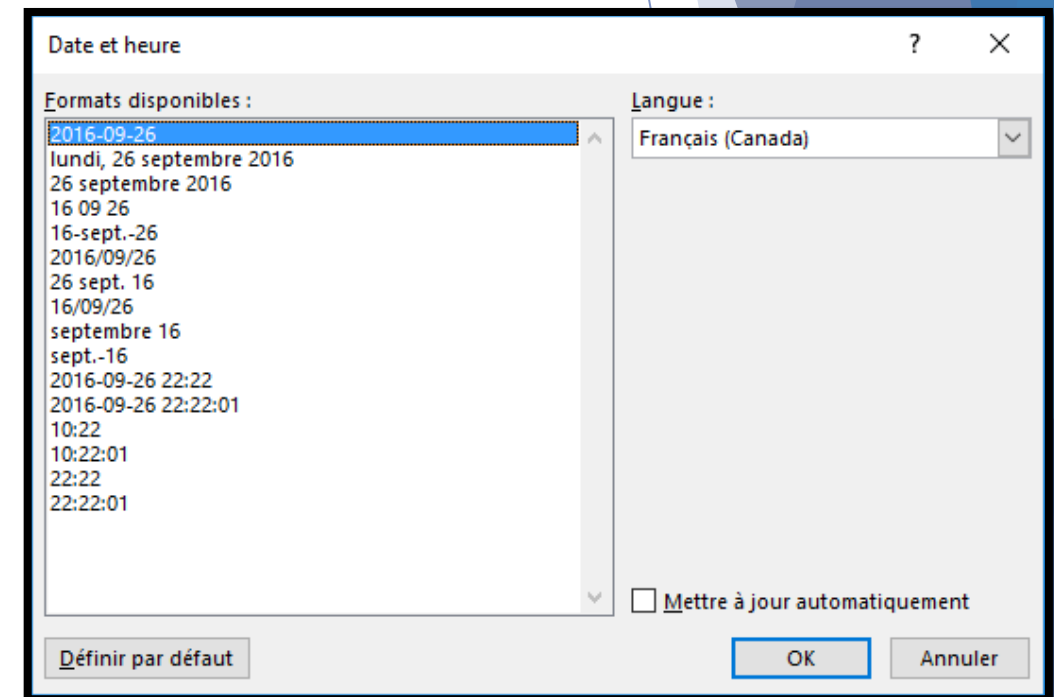 Date et heure
?
Formats disponibles :
2016-09-26
lundi, 26 septembre 2016
26 septembre 2016
16 09 26
16-sept.-26
2016/09/26
26 sept. 16
16/09/26
septembre 16
sept.-16
2016-09-26 22:22
2016-09-26 22:22:01
10:22
10:22:01
22:22
22:22:01
Langue :
Français (Canada)
Mettre à jour automatiquement
Définir par défaut
OK
Annuler